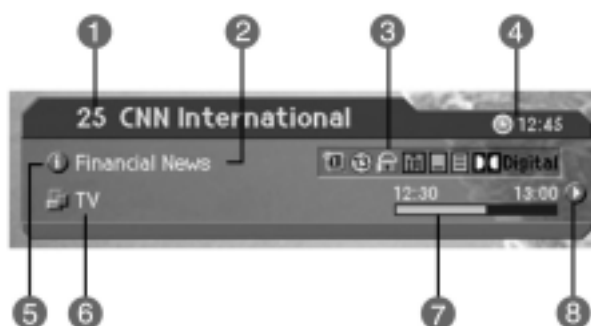 1 2 3 4
25 CNN International 12:45
Financial News Digital
TV 12:30 13:00
5 6 7 8